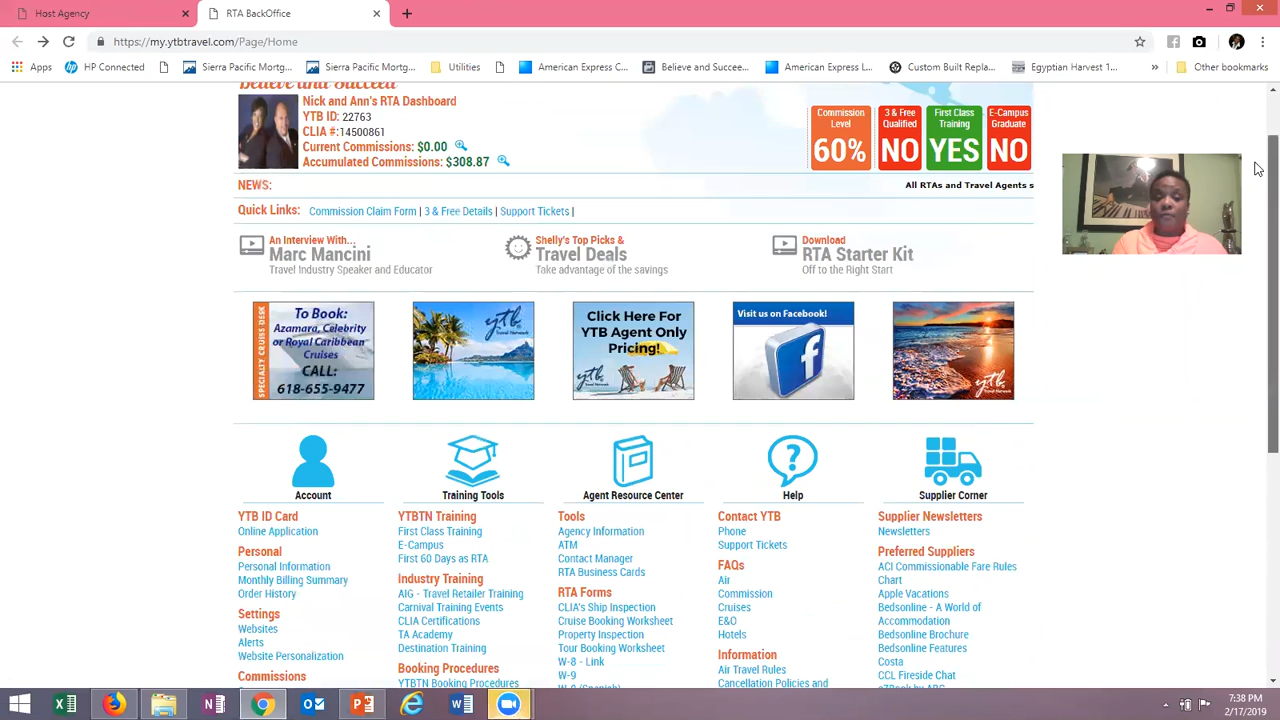 Host Agency
RTA BackOffice
https://my.ytbtravel.com/Page/Home
Apps
HP Connected
Sierra Pacific Mortg...
Sierra Pacific Mortg...
Utilities
American Express C...
Believe and Succee...
American Express L...
Custom Built Repla...
Egyptian Harvest 1...
»
Other bookmarks
Believe and Succeed
Nick and Ann's RTA Dashboard
YTB ID: 22763
CLIA #:14500861
Current Commissions: $0.00
Accumulated Commissions: $308.87
Commission Level 60%
3 & Free Qualified NO
First Class Training YES
E-Campus Graduate NO
NEWS:
All RTAs and Travel Agents s
Quick Links: Commission Claim Form | 3 & Free Details | Support Tickets |
An Interview With...
Marc Mancini
Travel Industry Speaker and Educator
Shelly's Top Picks &
Travel Deals
Take advantage of the savings
Download
RTA Starter Kit
Off to the Right Start
SPECIALTY CRUISE DESK
To Book:
Azamara, Celebrity
or Royal Caribbean
Cruises
CALL:
618-655-9477
ytb
Travel Network
Click Here For
YTB Agent Only
Pricing!
ytb
Travel Network
Visit us on Facebook!
f
ytb
Travel Network
Account
YTB ID Card
Online Application
Personal
Personal Information
Monthly Billing Summary
Order History
Settings
Websites
Alerts
Website Personalization
Commissions
Training Tools
YTBTN Training
First Class Training
E-Campus
First 60 Days as RTA
Industry Training
AIG - Travel Retailer Training
Carnival Training Events
CLIA Certifications
TA Academy
Destination Training
Booking Procedures
YTBTN Booking Procedures
Agent Resource Center
Tools
Agency Information
ATM
Contact Manager
RTA Business Cards
RTA Forms
CLIA's Ship Inspection
Cruise Booking Worksheet
Property Inspection
Tour Booking Worksheet
W-8 - Link
W-9
W-9 (Spanish)
Help
Contact YTB
Phone
Support Tickets
FAQs
Air
Commission
Cruises
E&O
Hotels
Information
Air Travel Rules
Cancellation Policies and
Supplier Corner
Supplier Newsletters
Newsletters
Preferred Suppliers
ACI Commissionable Fare Rules
Chart
Apple Vacations
Bedsonline - A World of
Accommodation
Bedsonline Brochure
Bedsonline Features
Costa
CCL Fireside Chat
eZBook by ARC
7:38 PM
2/17/2019